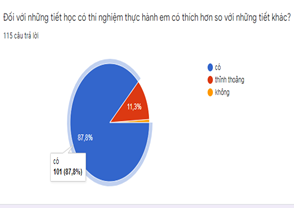 Đối với những tiết học có thí nghiệm thực hành em có thích hơn so với những tiết khác?
115 câu trả lời
có
thỉnh thoảng
không
11,3%
87,8%
có
101 (87,8%)